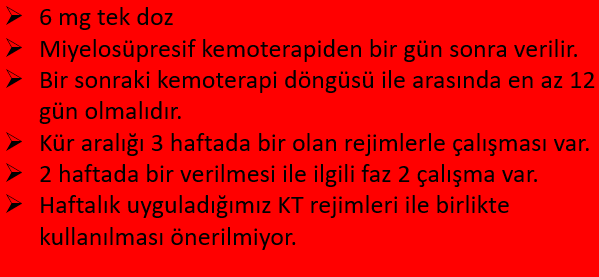 ➢ 6 mg tek doz
➢ Miyelosüpresif kemoterapiden bir gün sonra verilir.
➢ Bir sonraki kemoterapi döngüsü ile arasında en az 12
gün olmalıdır.
➢ Kür aralığı 3 haftada bir olan rejimlerle çalışması var.
➢ 2 haftada bir verilmesi ile ilgili faz 2 çalışma var.
➢ Haftalık uyguladığımız KT rejimleri ile birlikte
kullanılması önerilmiyor.